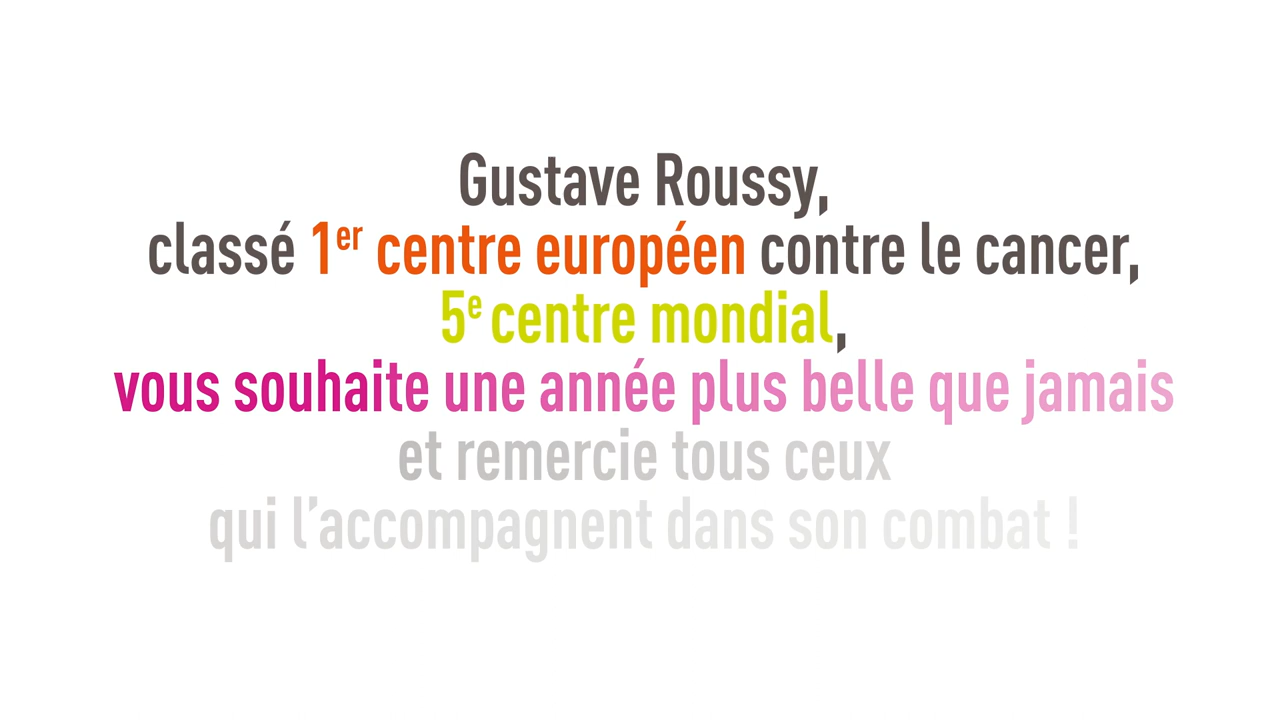 Gustave Roussy,
classé 1er centre européen contre le cancer,
5e centre mondial,
vous souhaite une année plus belle que jamais
et remercie tous ceux
qui l’accompagnent dans son combat !